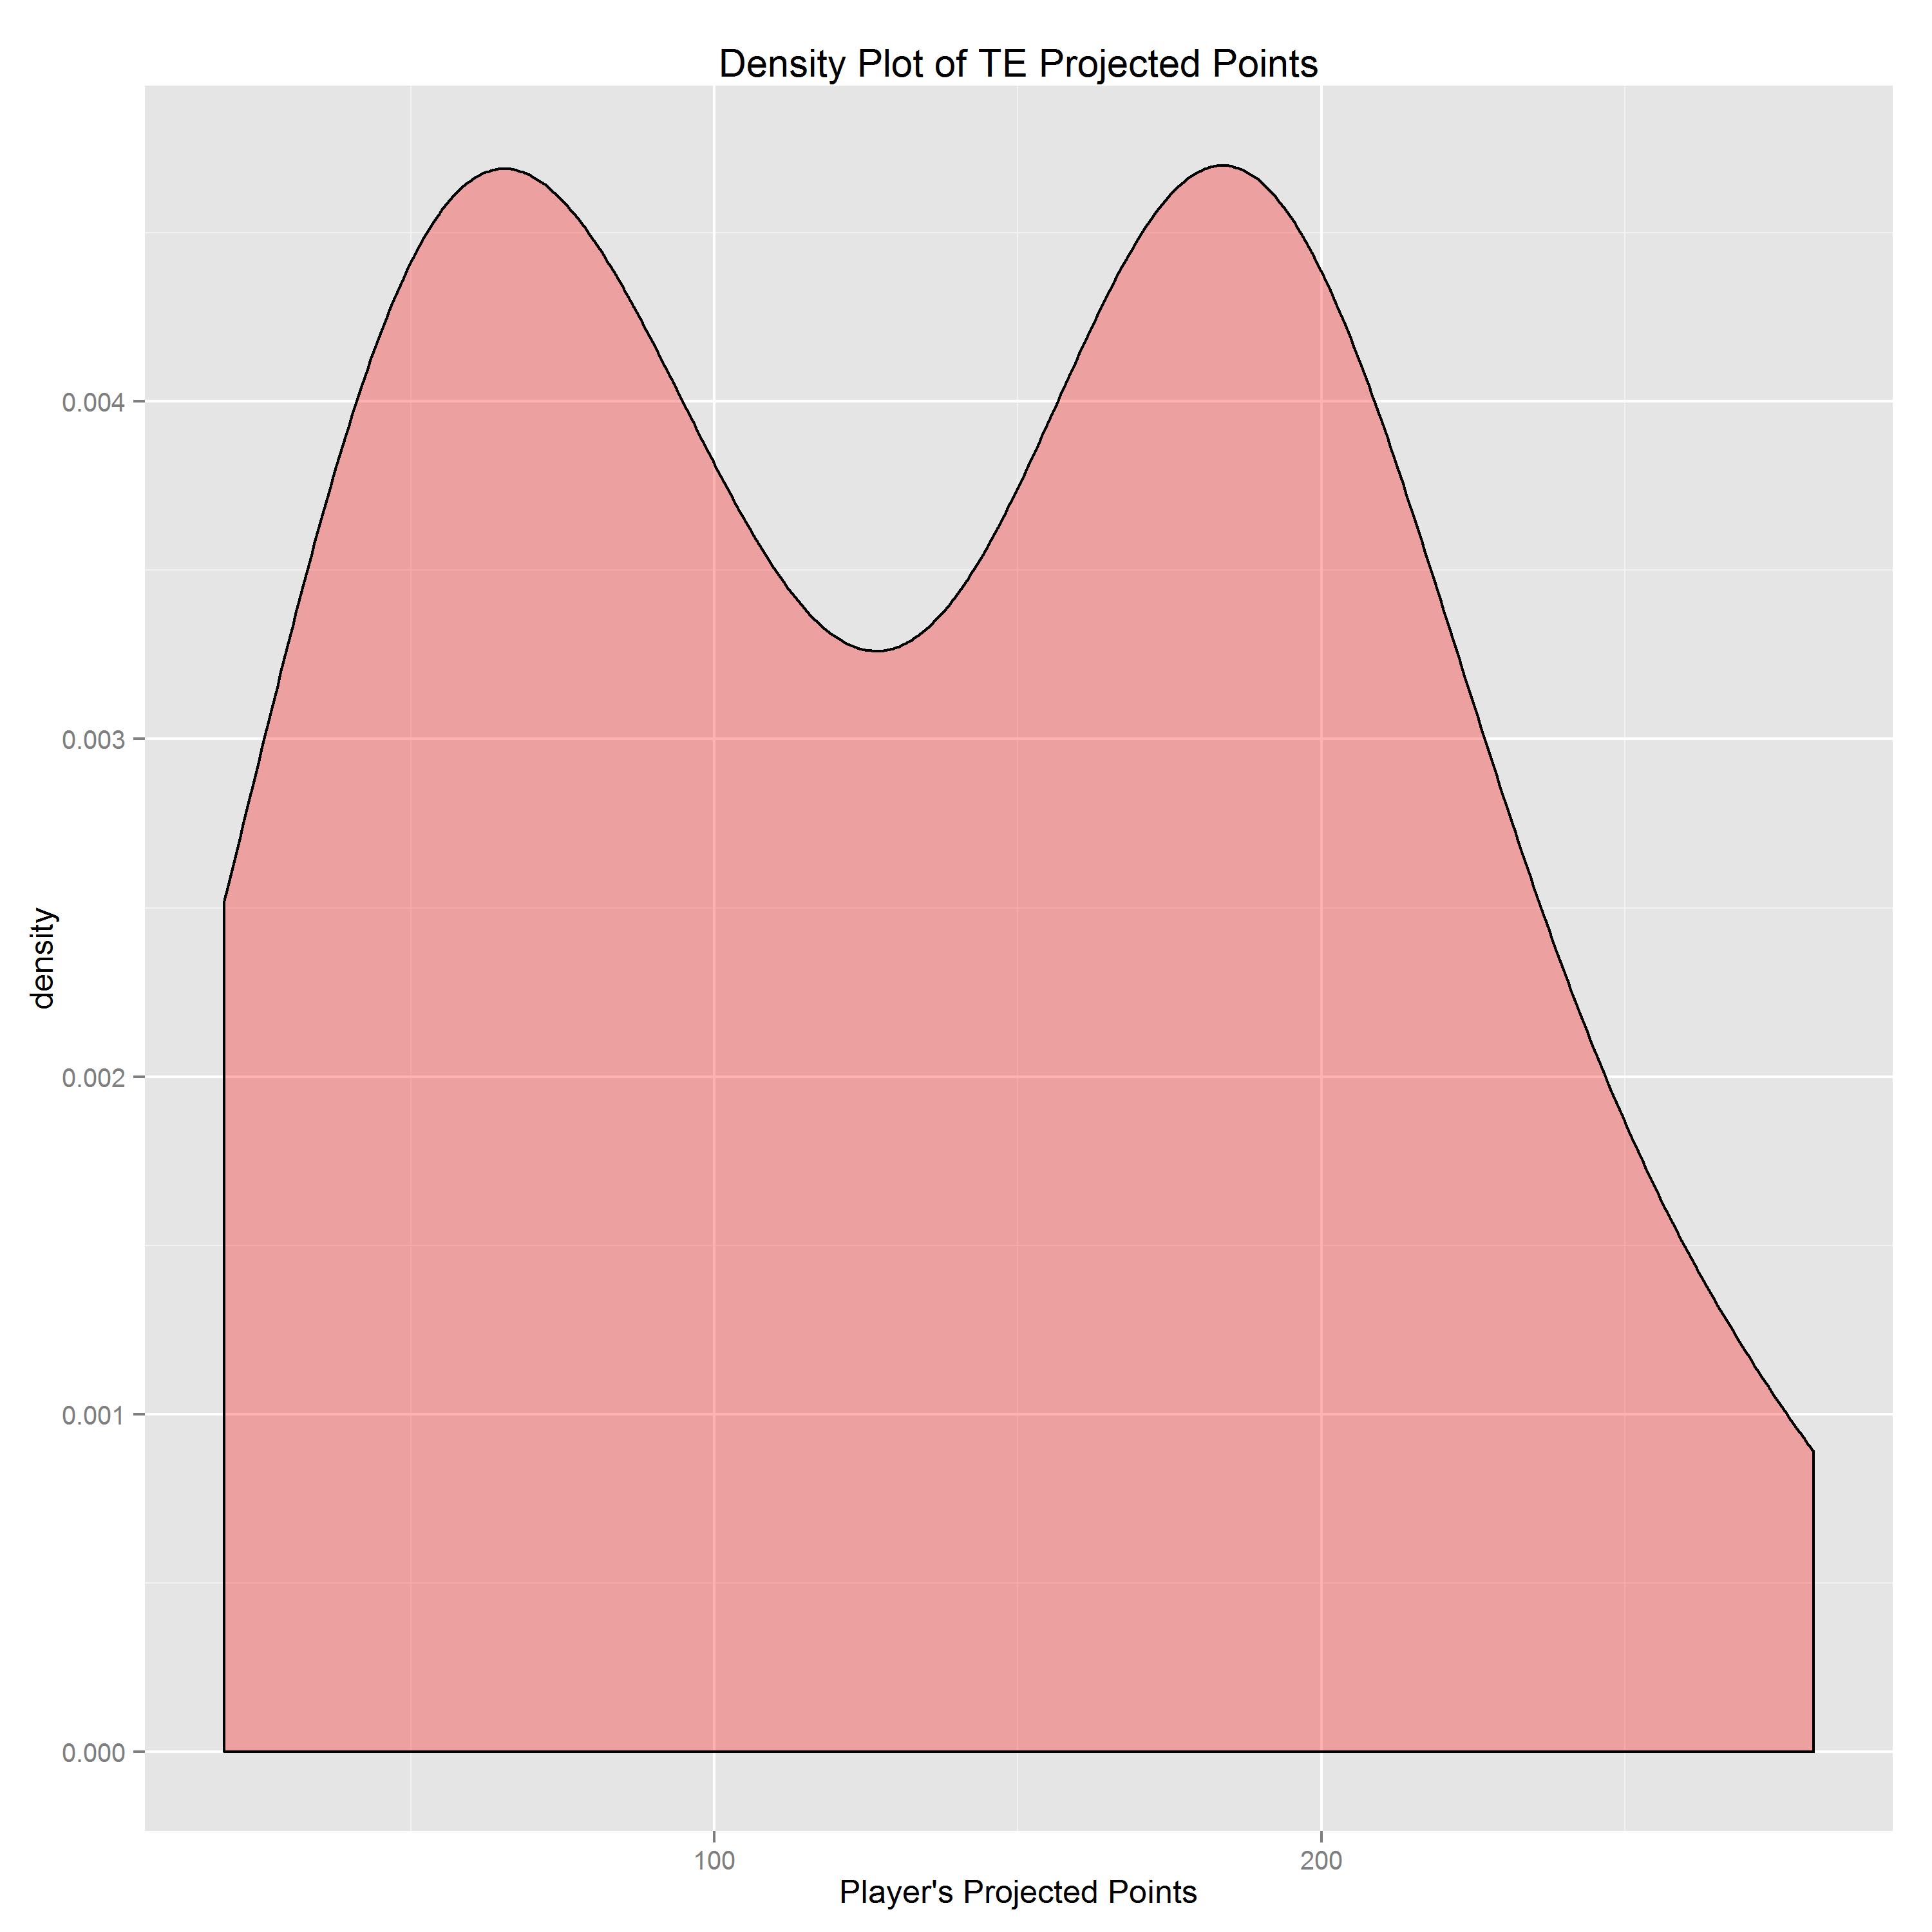 Density Plot of TE Projected Points
density
0.004
0.003
0.002
0.001
0.000
100
200
Player's Projected Points